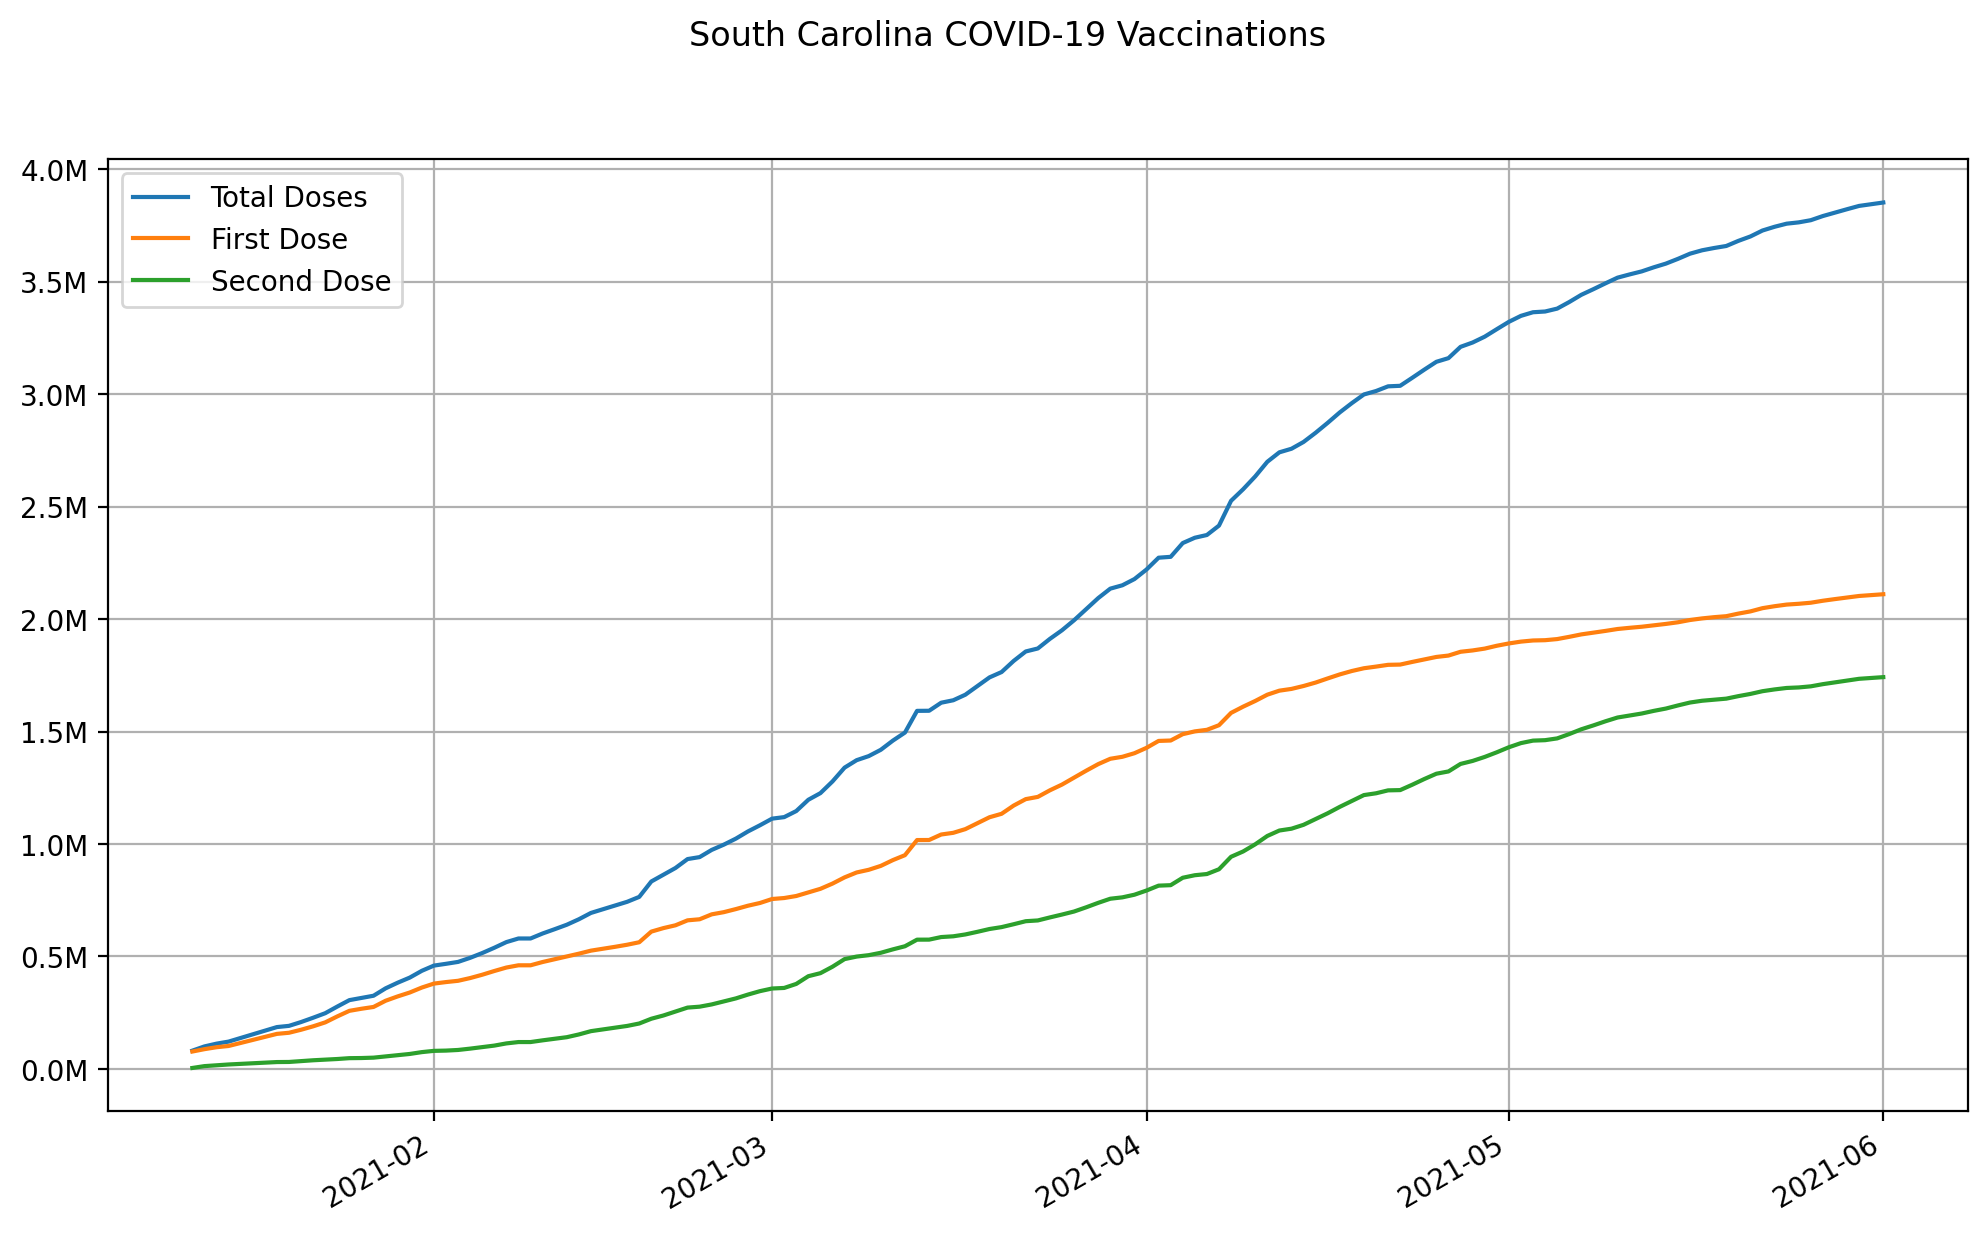 South Carolina COVID-19 Vaccinations
4.0M
3.5M
3.0M
2.5M
2.0M
1.5M
1.0M
0.5M
0.0M
Total Doses
First Dose
Second Dose
2021-02
2021-03
2021-04
2021-05
2021-06